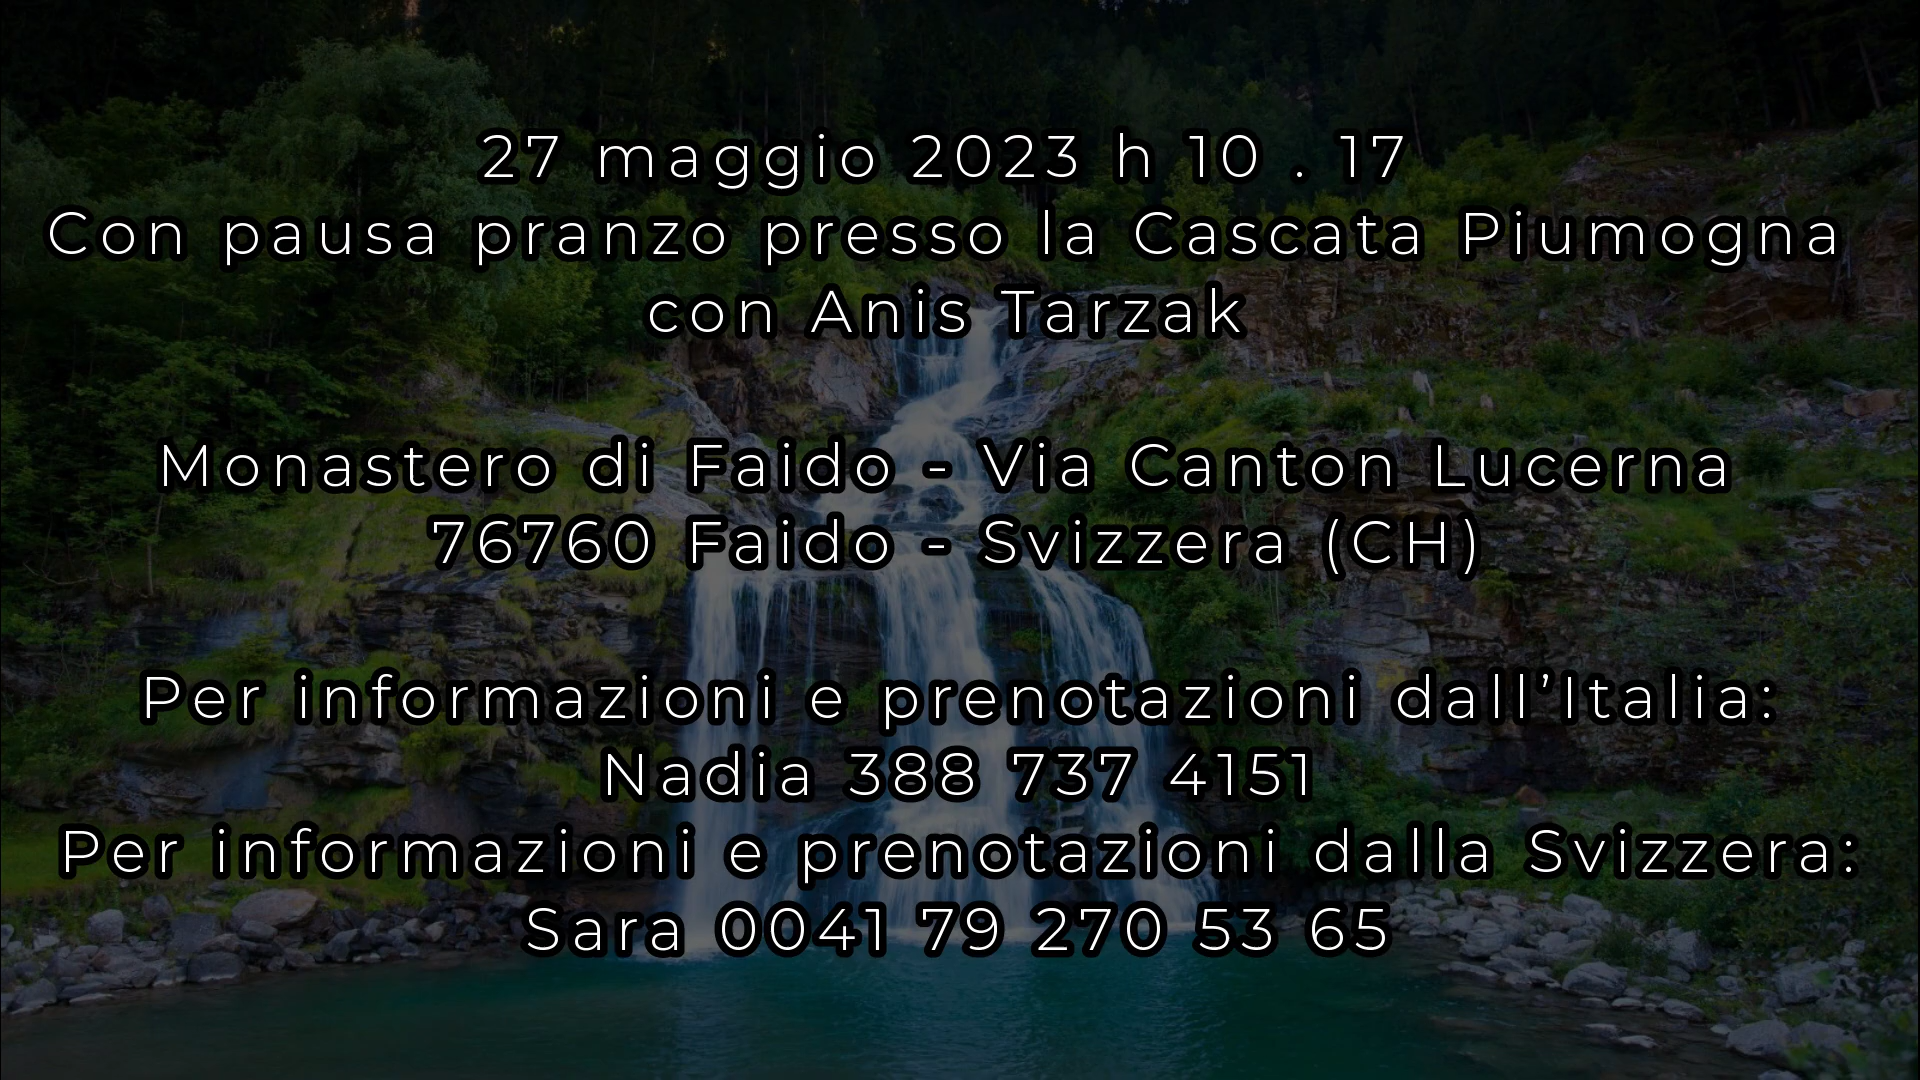 27 maggio 2023 h 10 . 17
Con pausa pranzo presso la Cascata Piumogna
con Anis Tarzak
Monastero di Faido - Via Canton Lucerna
76760 Faido - Svizzera (CH)
Per informazioni e prenotazioni dall’Italia:
Nadia 388 737 4151
Per informazioni e prenotazioni dalla Svizzera:
Sara 0041 79 270 53 65